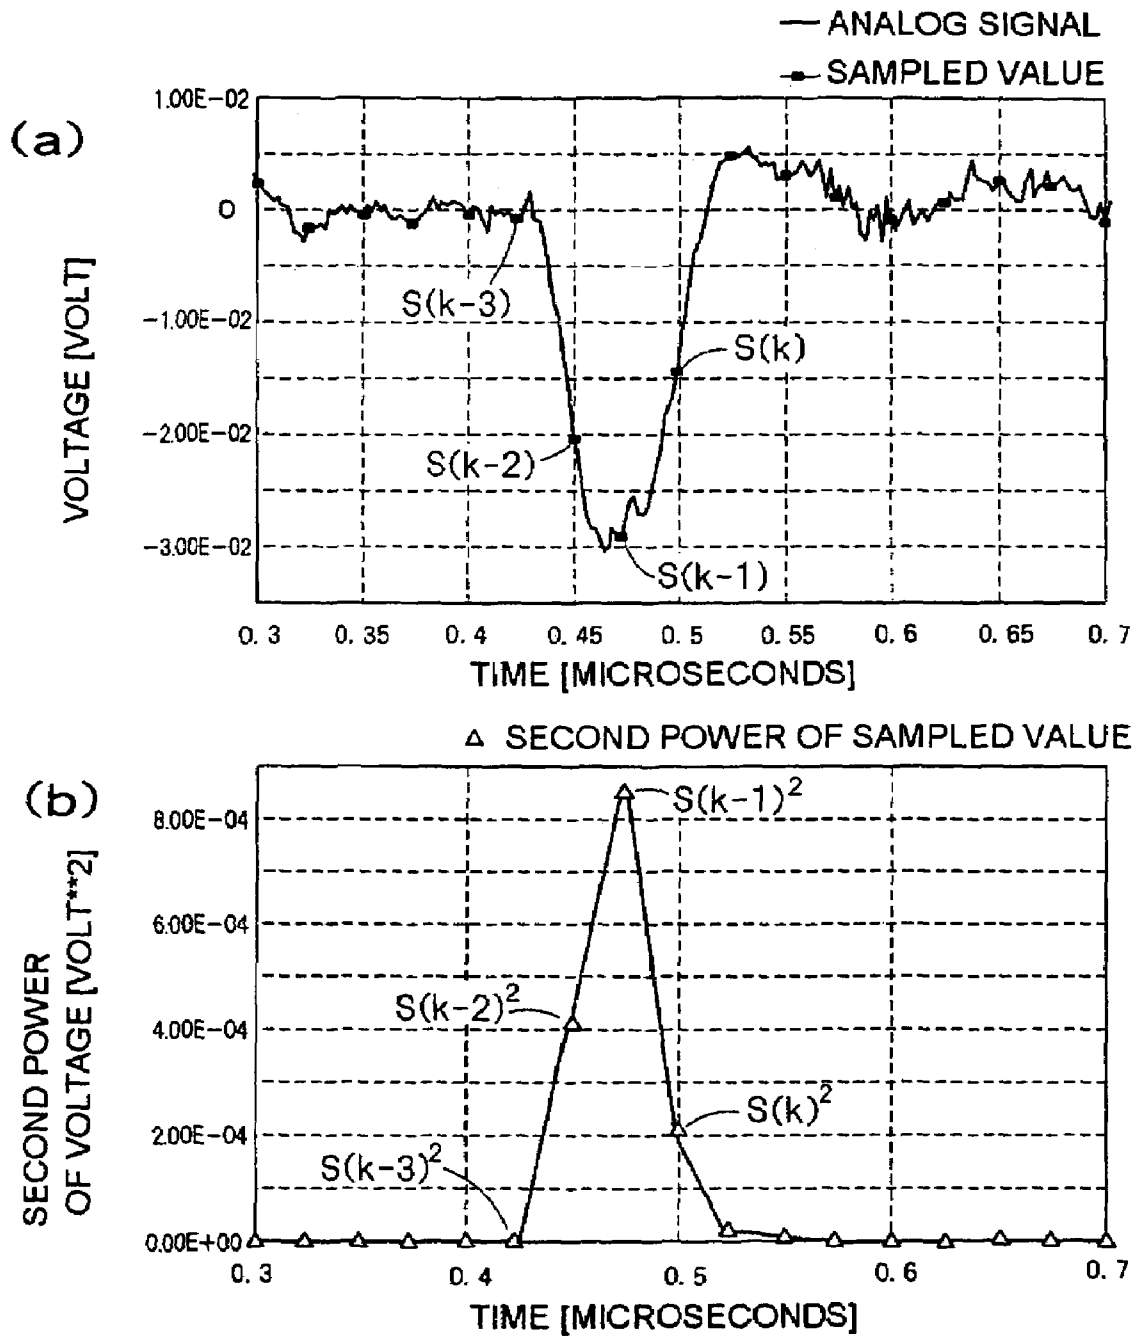 ANALOG SIGNAL
SAMPLED VALUE
(a)
1.00E-02
0
-1.00E-02
-2.00E-02
-3.00E-02
VOLTAGE [VOLT]
S(k-3)
S(k)
S(k-2)
S(k-1)
0.3 0.35 0.4 0.45 0.5 0.55 0.6 0.65 0.7
TIME [MICROSECONDS]
SECOND POWER OF SAMPLED VALUE
(b)
8.00E-04
6.00E-04
4.00E-04
2.00E-04
0.00E+00
SECOND POWER
OF VOLTAGE [VOLT**2]
S(k-1)²
S(k-2)²
S(k)²
S(k-3)²
0.3 0.4 0.5 0.6 0.7
TIME [MICROSECONDS]